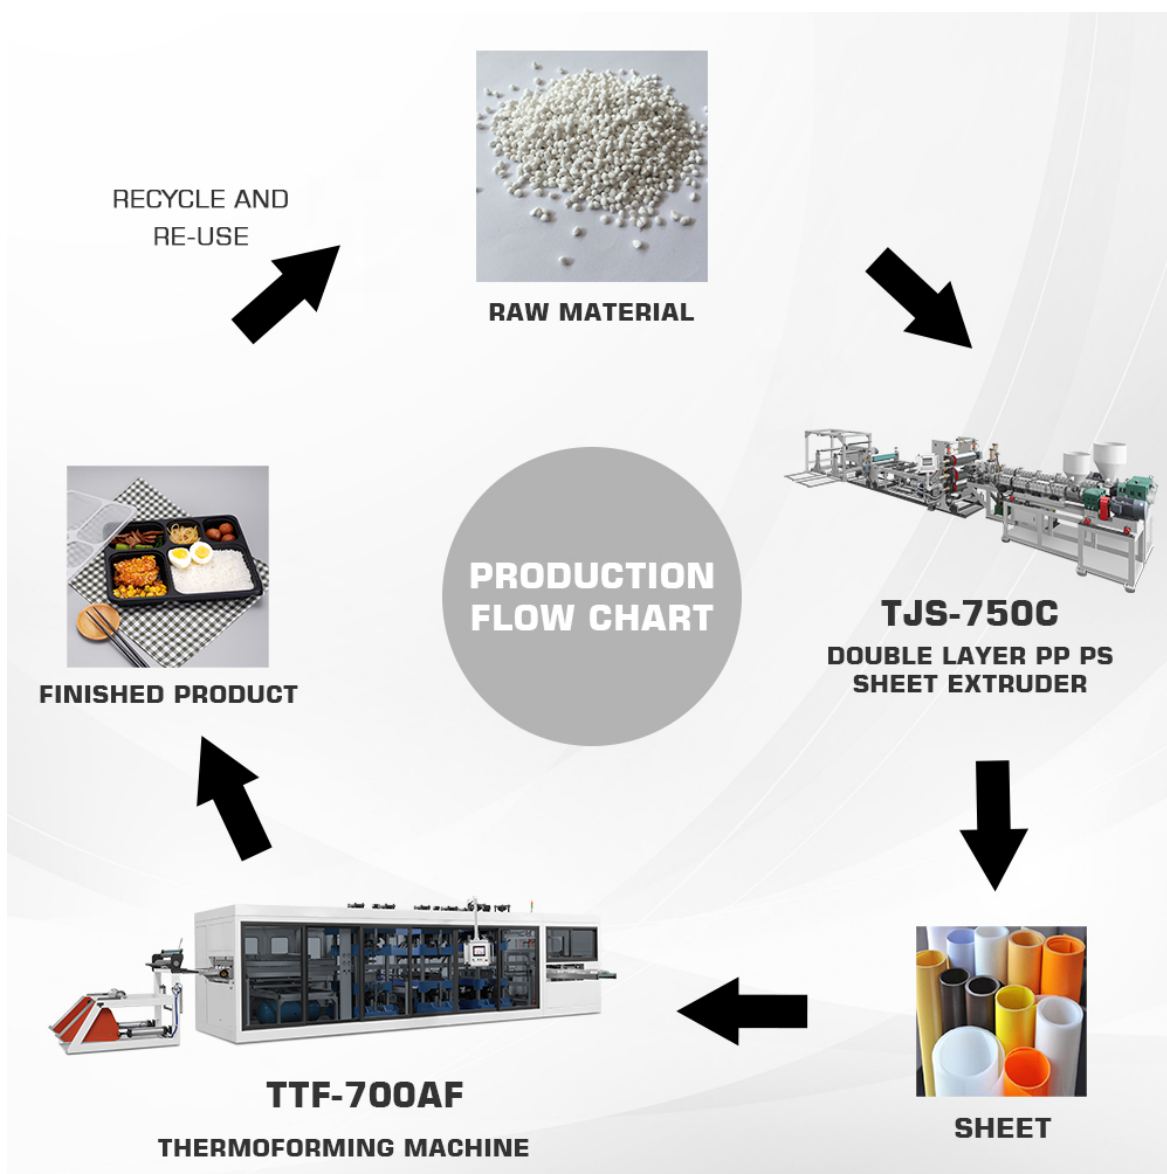 RECYCLE AND
RE-USE
RAW MATERIAL
PRODUCTION
FLOW CHART
TJS-750C
DOUBLE LAYER PP PS
SHEET EXTRUDER
FINISHED PRODUCT
TTF-700AF
THERMOFORMING MACHINE
SHEET